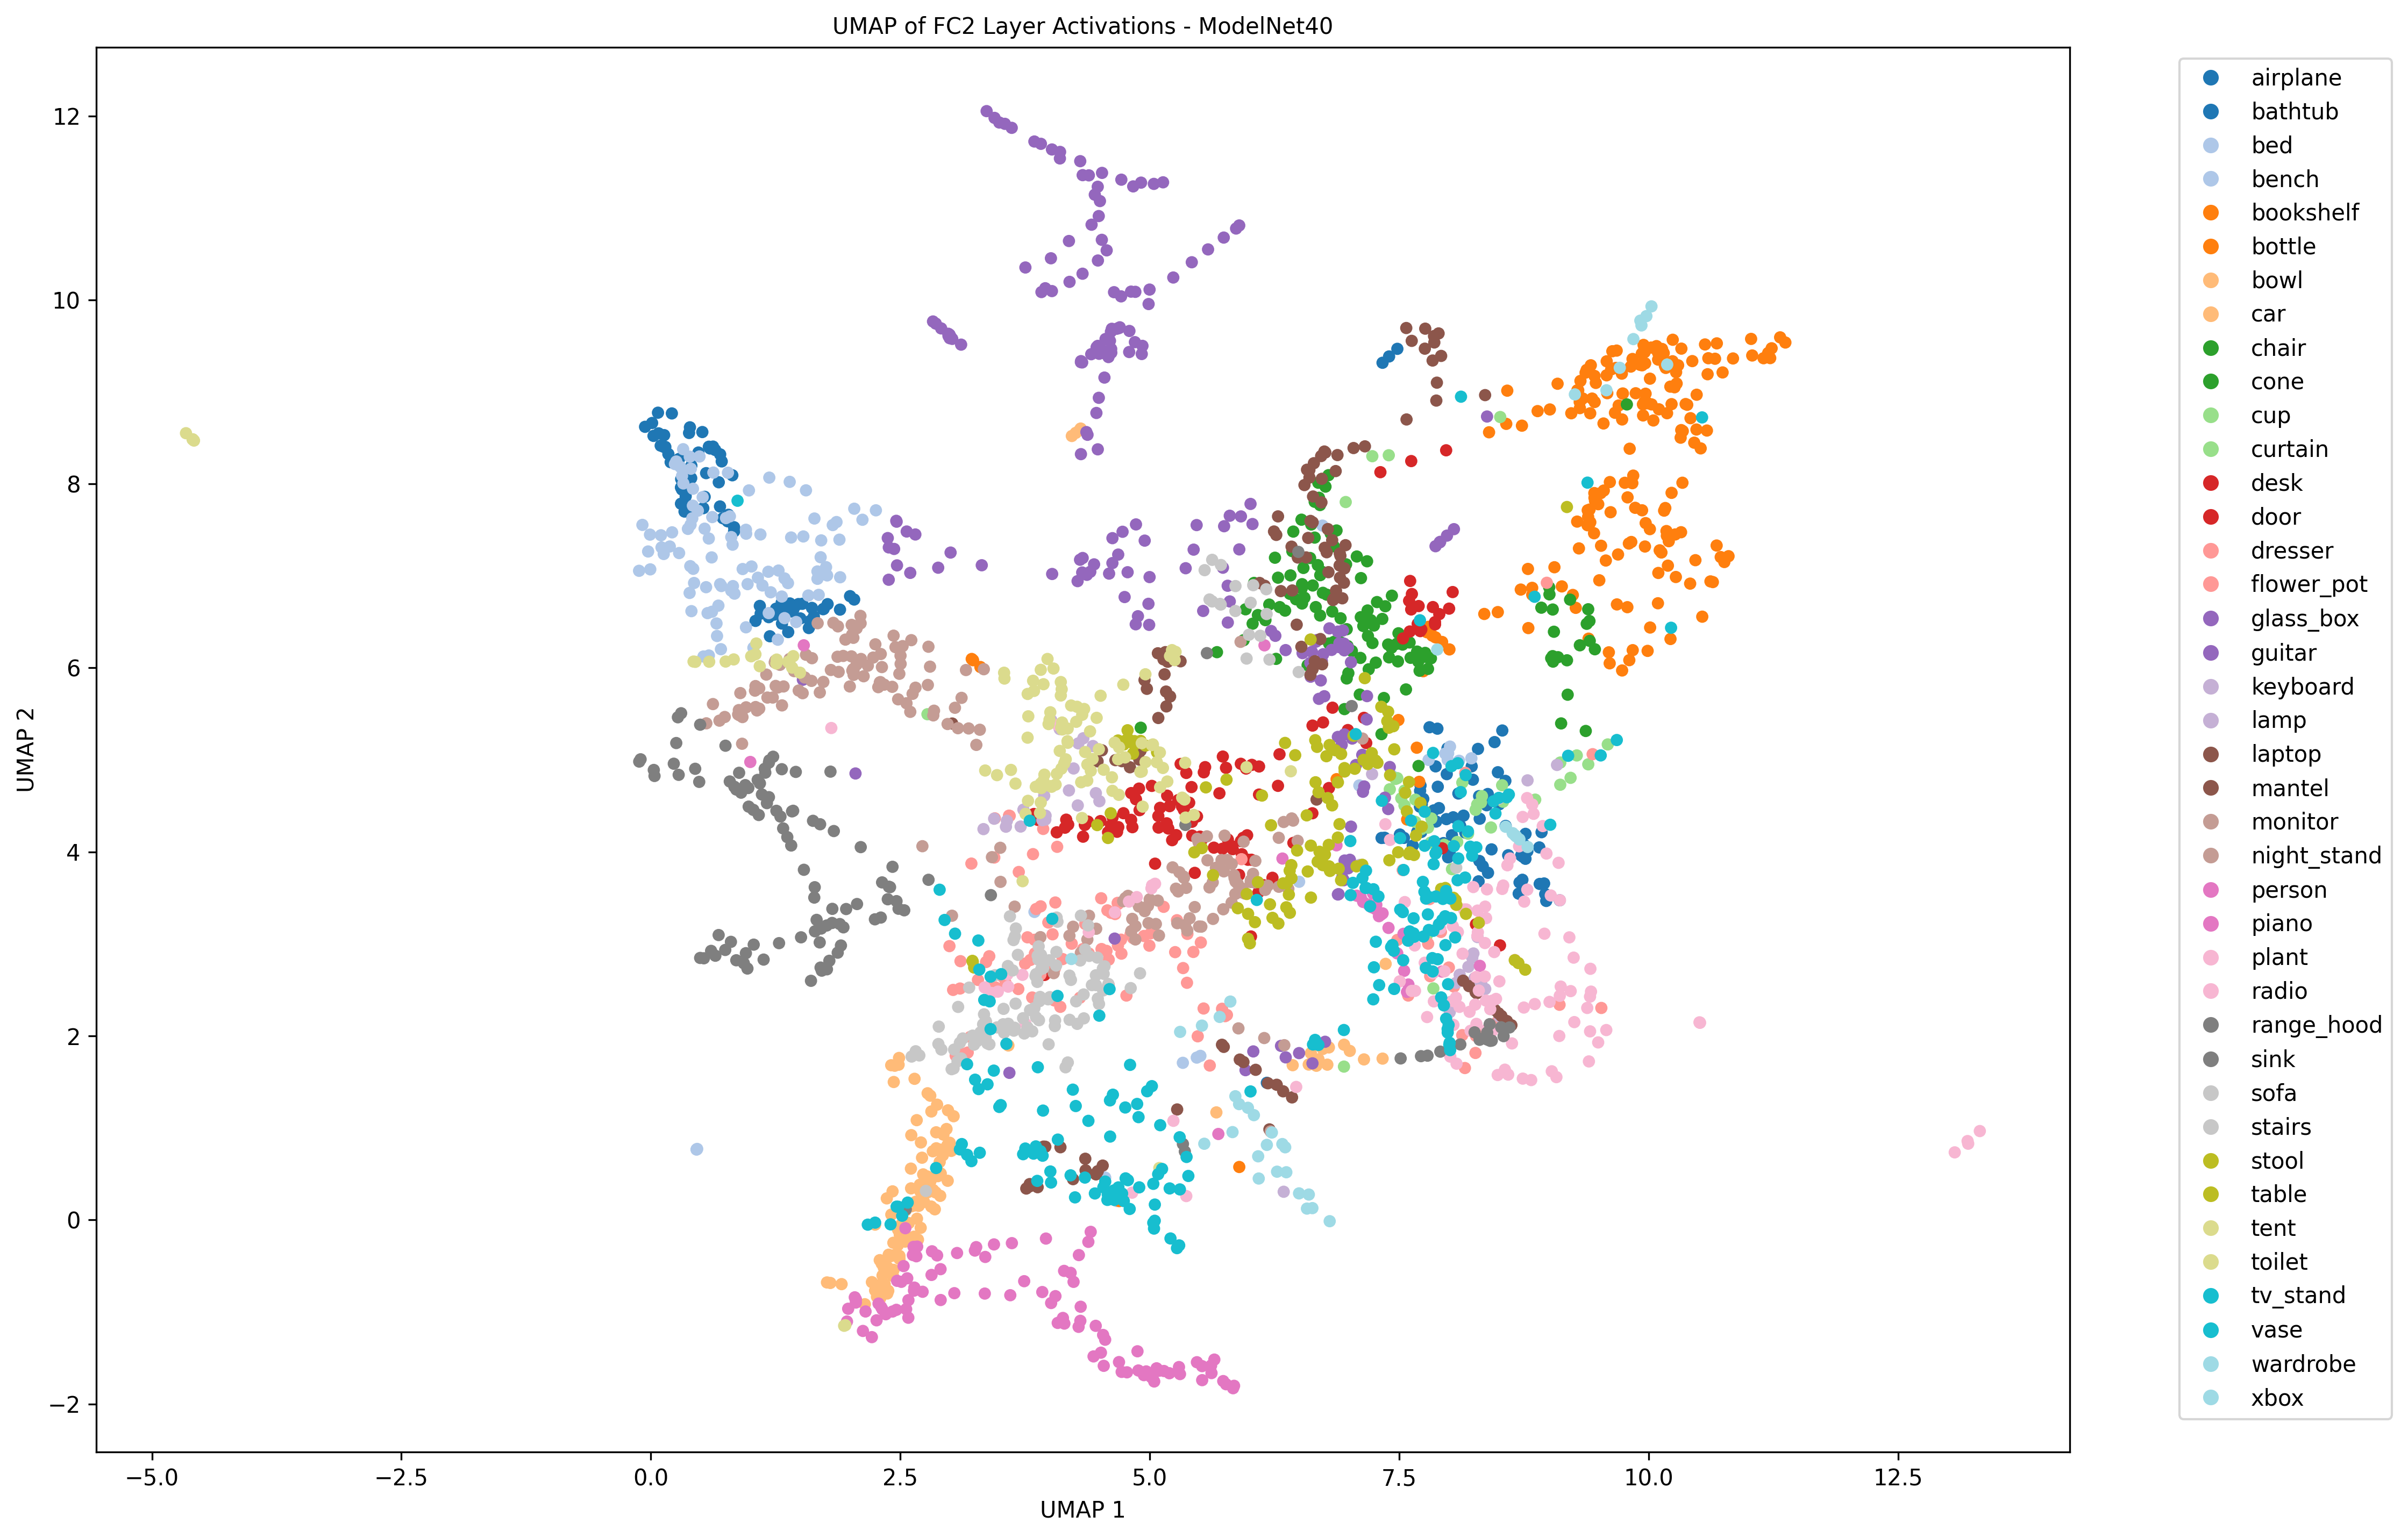 UMAP of FC2 Layer Activations - ModelNet40
12
10
8
6
4
2
0
−2
UMAP 2
−5.0
−2.5
0.0
2.5
5.0
7.5
10.0
12.5
UMAP 1
airplane
bathtub
bed
bench
bookshelf
bottle
bowl
car
chair
cone
cup
curtain
desk
door
dresser
flower_pot
glass_box
guitar
keyboard
lamp
laptop
mantel
monitor
night_stand
person
piano
plant
radio
range_hood
sink
sofa
stairs
stool
table
tent
toilet
tv_stand
vase
wardrobe
xbox